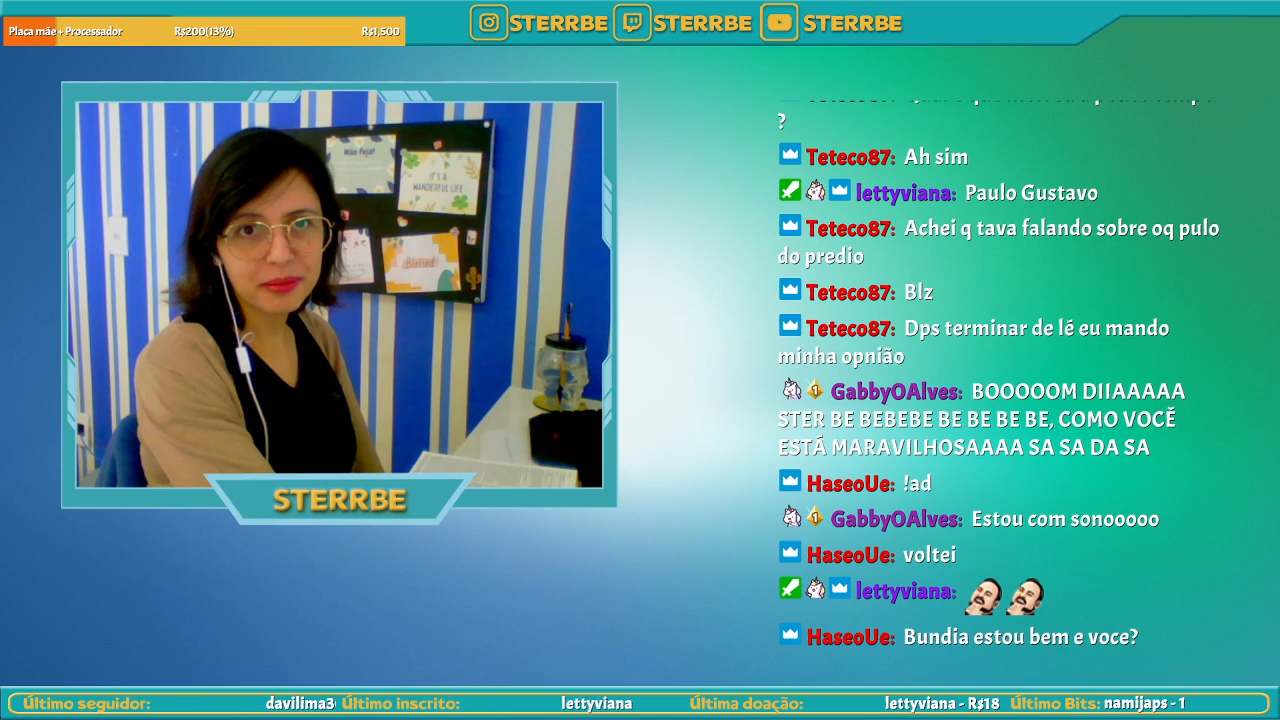 Placa mãe + Processador R$200(13%) R$1,500
STERRBE STERRBE STERRBE
Não fuja!
IT'S A
WANDERFUL LIFE
Blessed
STERRBE
?
Teteco87: Ah sim
lettyviana: Paulo Gustavo
Teteco87: Achei q tava falando sobre oq pulo
do predio
Teteco87: Blz
Teteco87: Dps terminar de lé eu mando
minha opnião
GabbyOAlves: BOOOOOM DIIAAAAA
STER BE BEBEBE BE BE BE BE, COMO VOCÊ
ESTÁ MARAVILHOSAAAA SA SA DA SA
HaseoUe: !ad
GabbyOAlves: Estou com sonooooo
HaseoUe: voltei
lettyviana:
HaseoUe: Bundia estou bem e voce?
Último seguidor: davilima3 Último inscrito: lettyviana Última doação: lettyviana - R$18 Último Bits: namijaps - 1